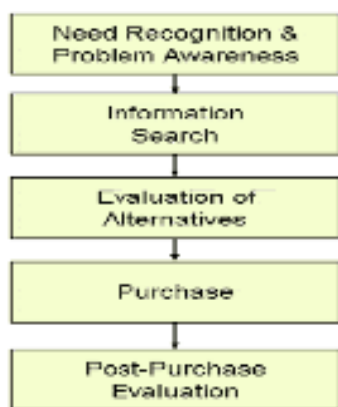 Need Recognition &
Problem Awareness
Information
Search
Evaluation of
Alternatives
Purchase
Post-Purchase
Evaluation